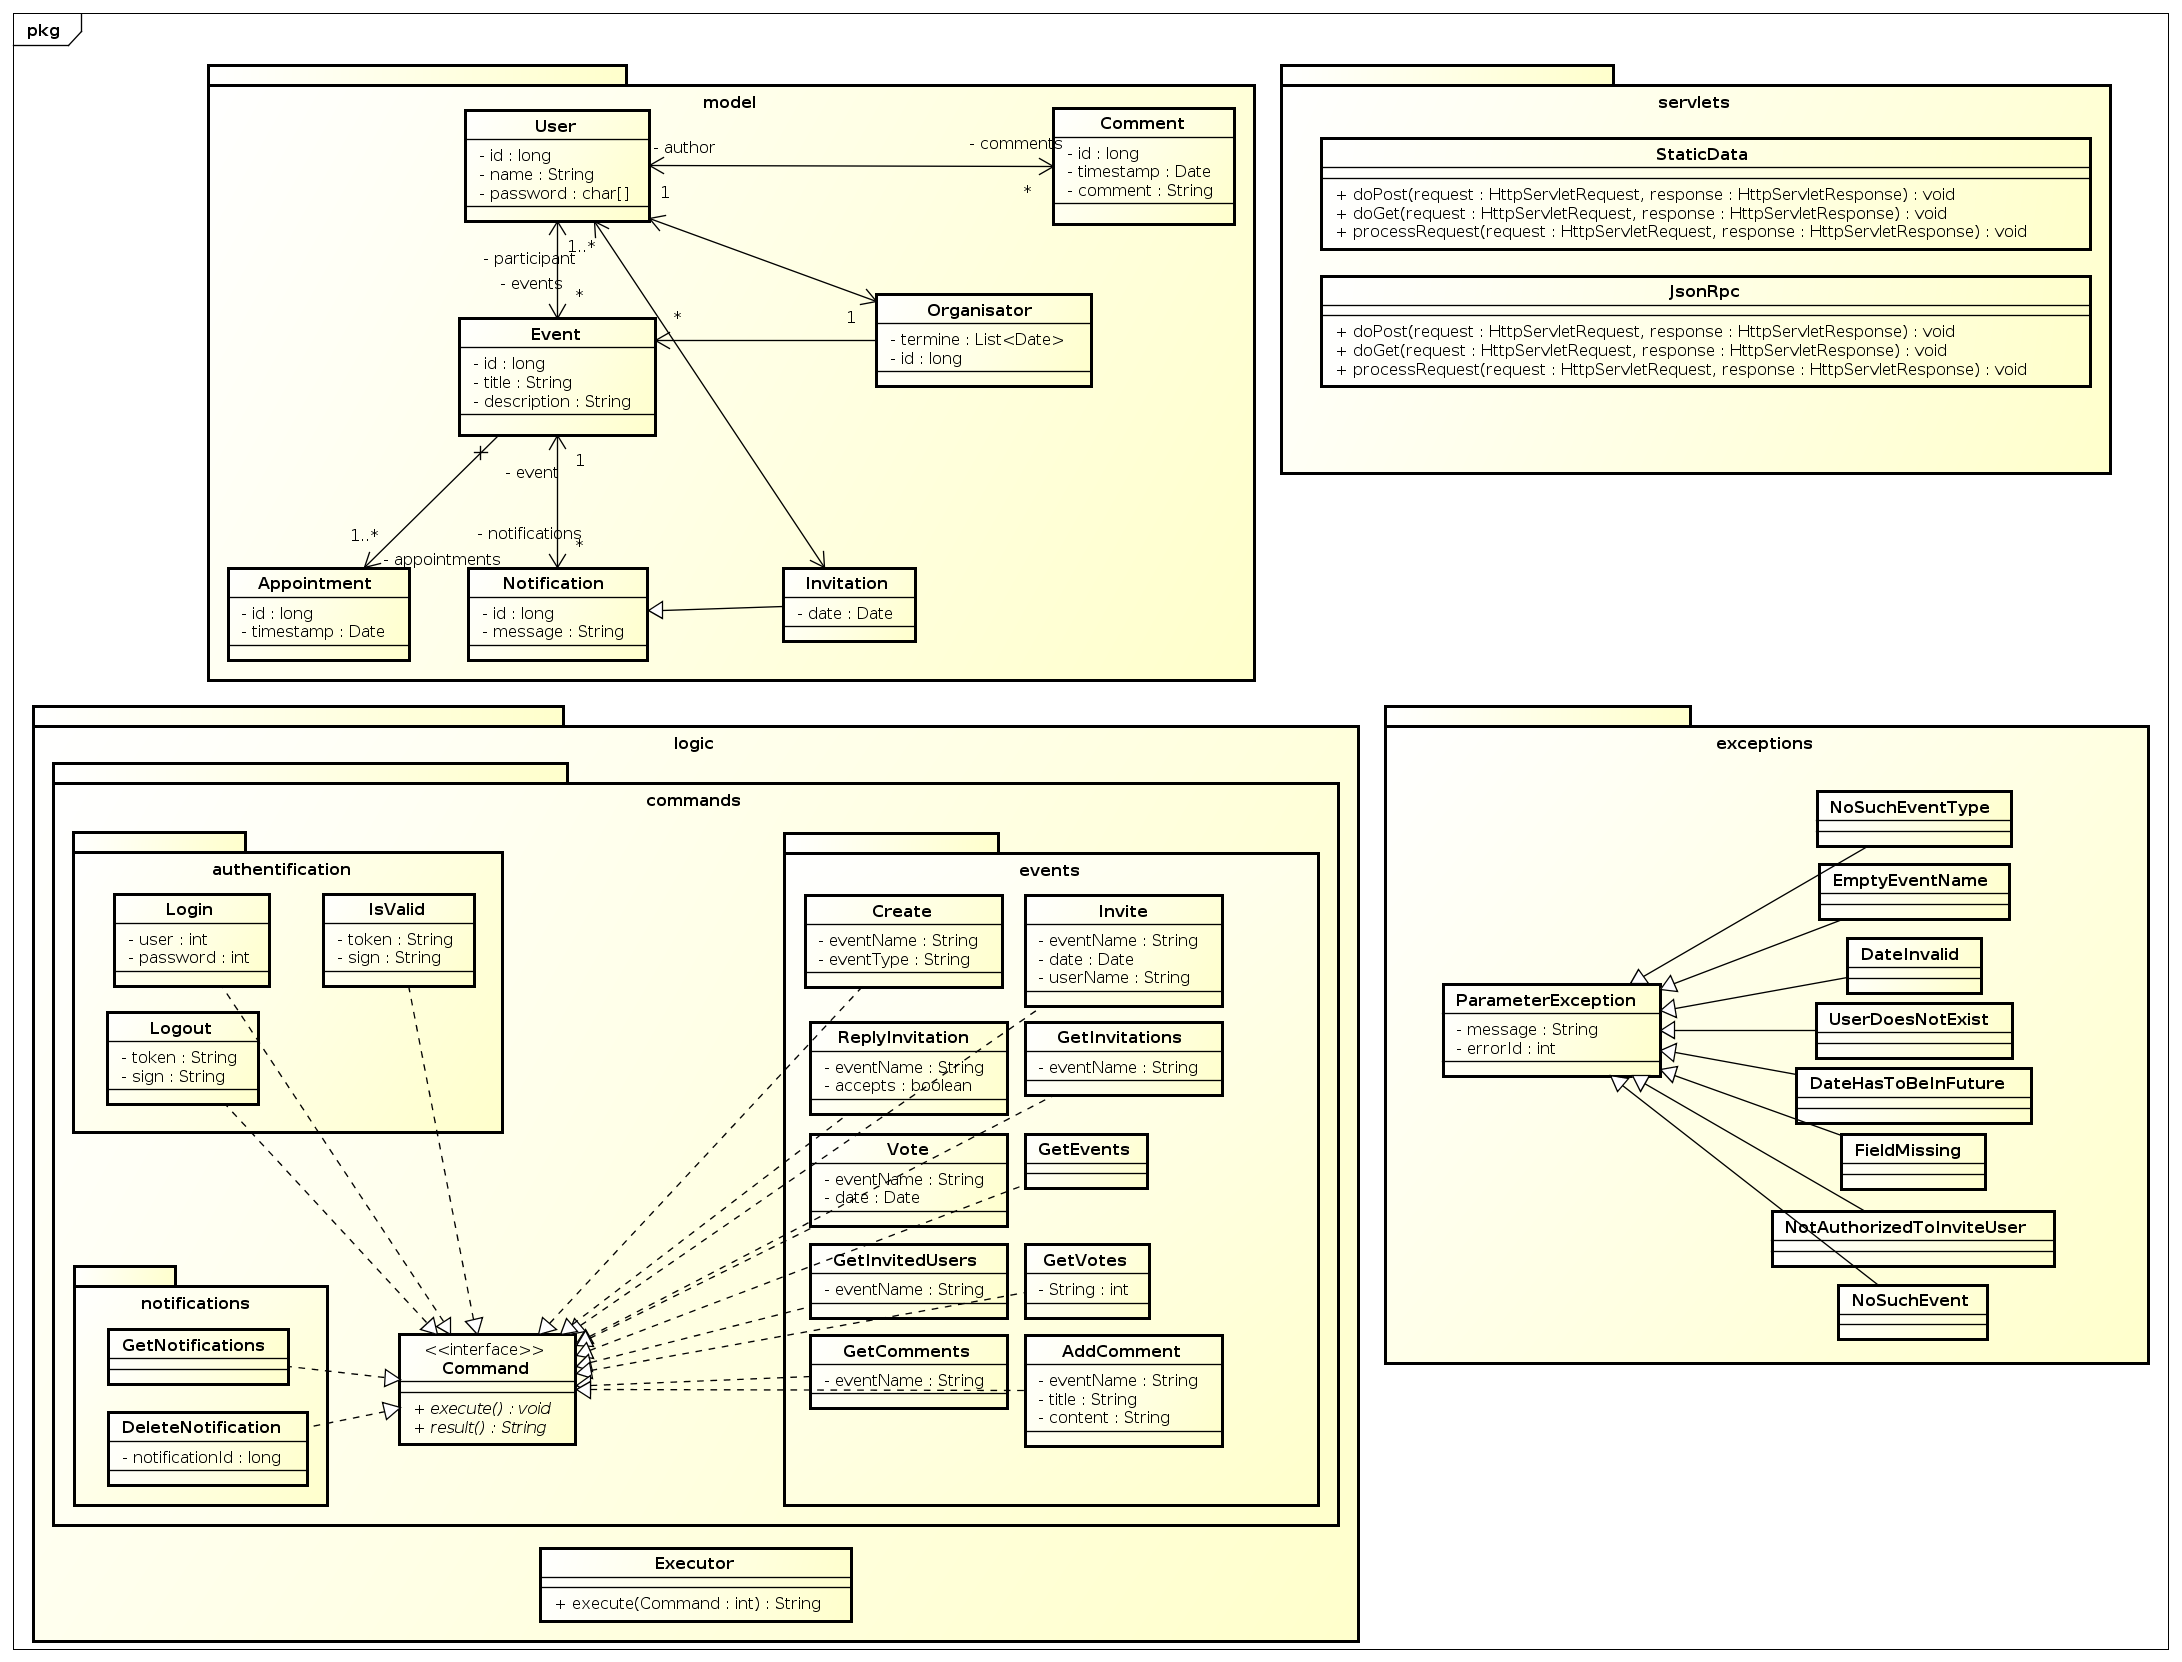 pkg
model
User
- id : long
- name : String
- password : char[]
- author
1
- comments
*
Comment
- id : long
- timestamp : Date
- comment : String
1..*
- participant
- events
*
*
1
Organisator
- termine : List<Date>
- id : long
Event
- id : long
- title : String
- description : String
1
- event
1..*
- appointments
- notifications
*
Appointment
- id : long
- timestamp : Date
Notification
- id : long
- message : String
Invitation
- date : Date
servlets
StaticData
+ doPost(request : HttpServletRequest, response : HttpServletResponse) : void
+ doGet(request : HttpServletRequest, response : HttpServletResponse) : void
+ processRequest(request : HttpServletRequest, response : HttpServletResponse) : void
JsonRpc
+ doPost(request : HttpServletRequest, response : HttpServletResponse) : void
+ doGet(request : HttpServletRequest, response : HttpServletResponse) : void
+ processRequest(request : HttpServletRequest, response : HttpServletResponse) : void
logic
commands
authentification
Login
- user : int
- password : int
IsValid
- token : String
- sign : String
Logout
- token : String
- sign : String
notifications
GetNotifications
DeleteNotification
- notificationId : long
<<interface>>
Command
+ execute() : void
+ result() : String
events
Create
- eventName : String
- eventType : String
Invite
- eventName : String
- date : Date
- userName : String
ReplyInvitation
- eventName : String
- accepts : boolean
GetInvitations
- eventName : String
Vote
- eventName : String
- date : Date
GetEvents
GetInvitedUsers
- eventName : String
GetVotes
- String : int
GetComments
- eventName : String
AddComment
- eventName : String
- title : String
- content : String
Executor
+ execute(Command : int) : String
exceptions
NoSuchEventType
EmptyEventName
DateInvalid
ParameterException
- message : String
- errorId : int
UserDoesNotExist
DateHasToBeInFuture
FieldMissing
NotAuthorizedToInviteUser
NoSuchEvent